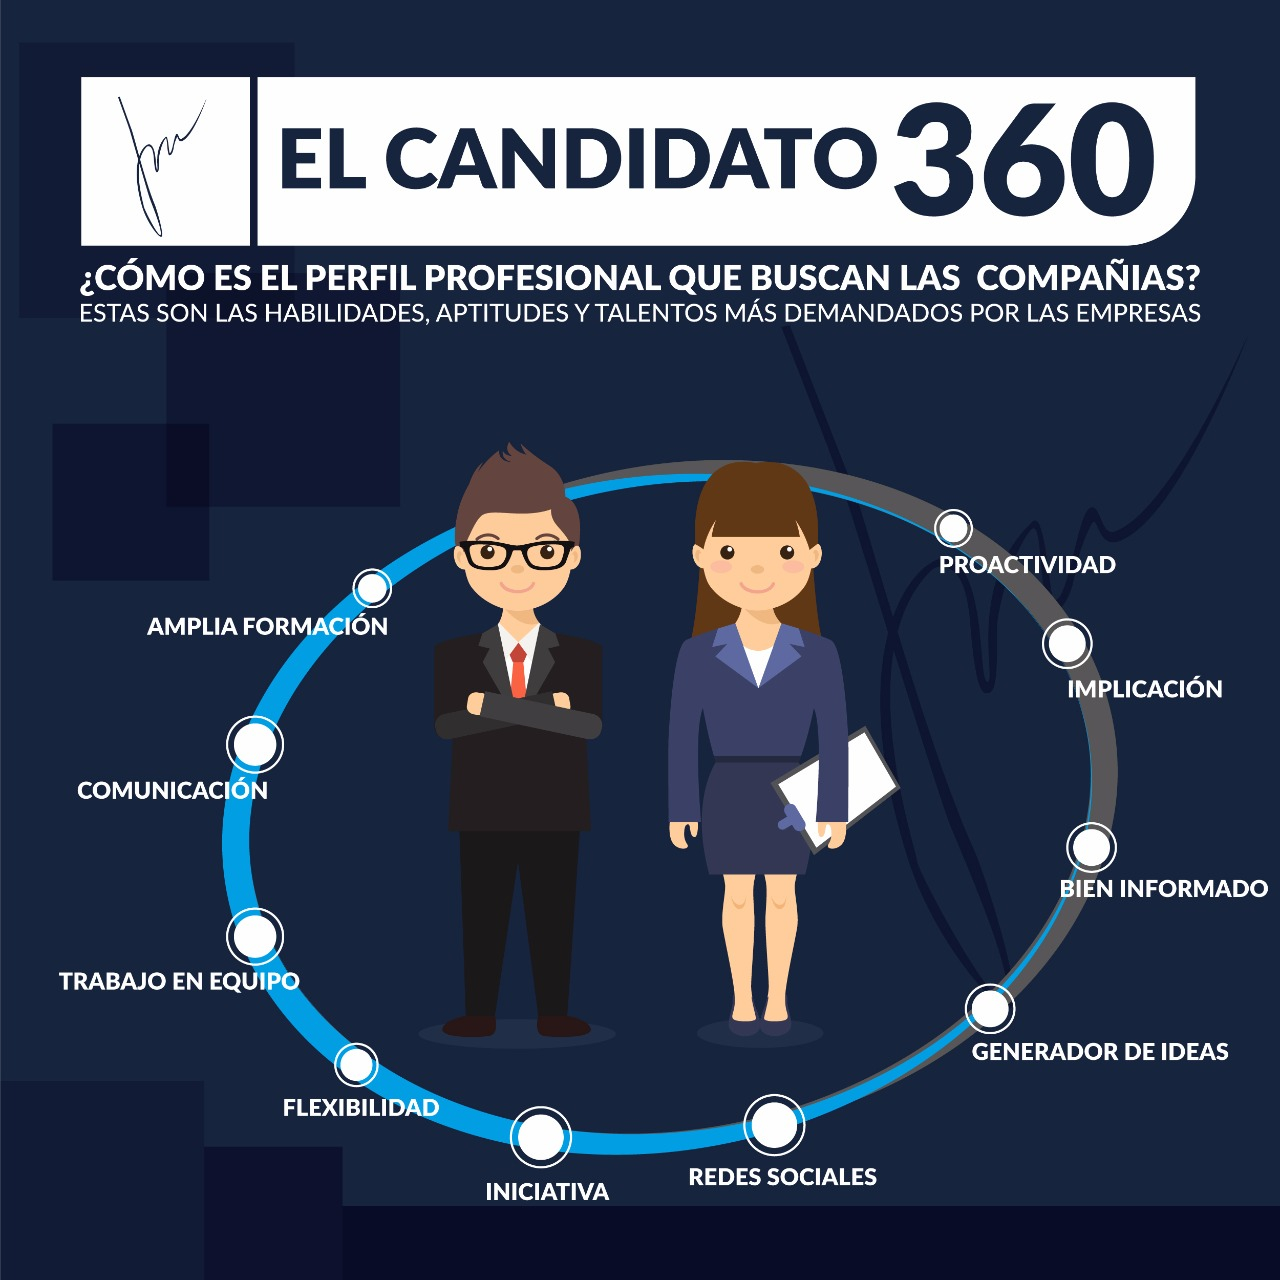 EL CANDIDATO 360
¿CÓMO ES EL PERFIL PROFESIONAL QUE BUSCAN LAS COMPAÑIAS?
ESTAS SON LAS HABILIDADES, APTITUDES Y TALENTOS MÁS DEMANDADOS POR LAS EMPRESAS
PROACTIVIDAD
AMPLIA FORMACIÓN
IMPLICACIÓN
COMUNICACIÓN
BIEN INFORMADO
TRABAJO EN EQUIPO
GENERADOR DE IDEAS
FLEXIBILIDAD
REDES SOCIALES
INICIATIVA